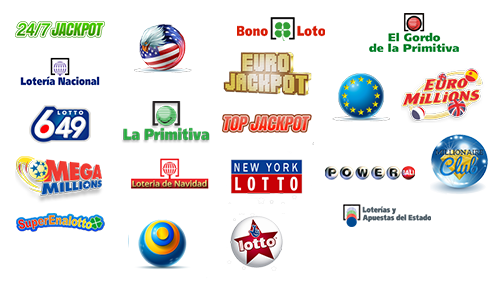 24/7 JACKPOT
Bono Loto
El Gordo
de la Primitiva
Lotería Nacional
EURO
JACKPOT
EURO
MILLIONS
LOTTO
6/49
La Primitiva
TOP JACKPOT
MILLIONAIRE
Club
MEGA
MILLIONS
Loteria de Navidad
NEW YORK
LOTTO
POWERBALL
SuperEnalotto
lotto
Loterías y
Apuestas del Estado